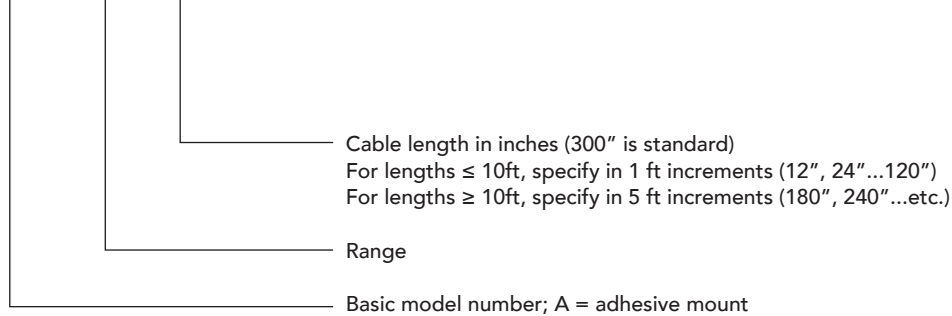 Cable length in inches (300” is standard)
For lengths ≤ 10ft, specify in 1 ft increments (12”, 24”...120”)
For lengths ≥ 10ft, specify in 5 ft increments (180”, 240”...etc.)
Range
Basic model number; A = adhesive mount